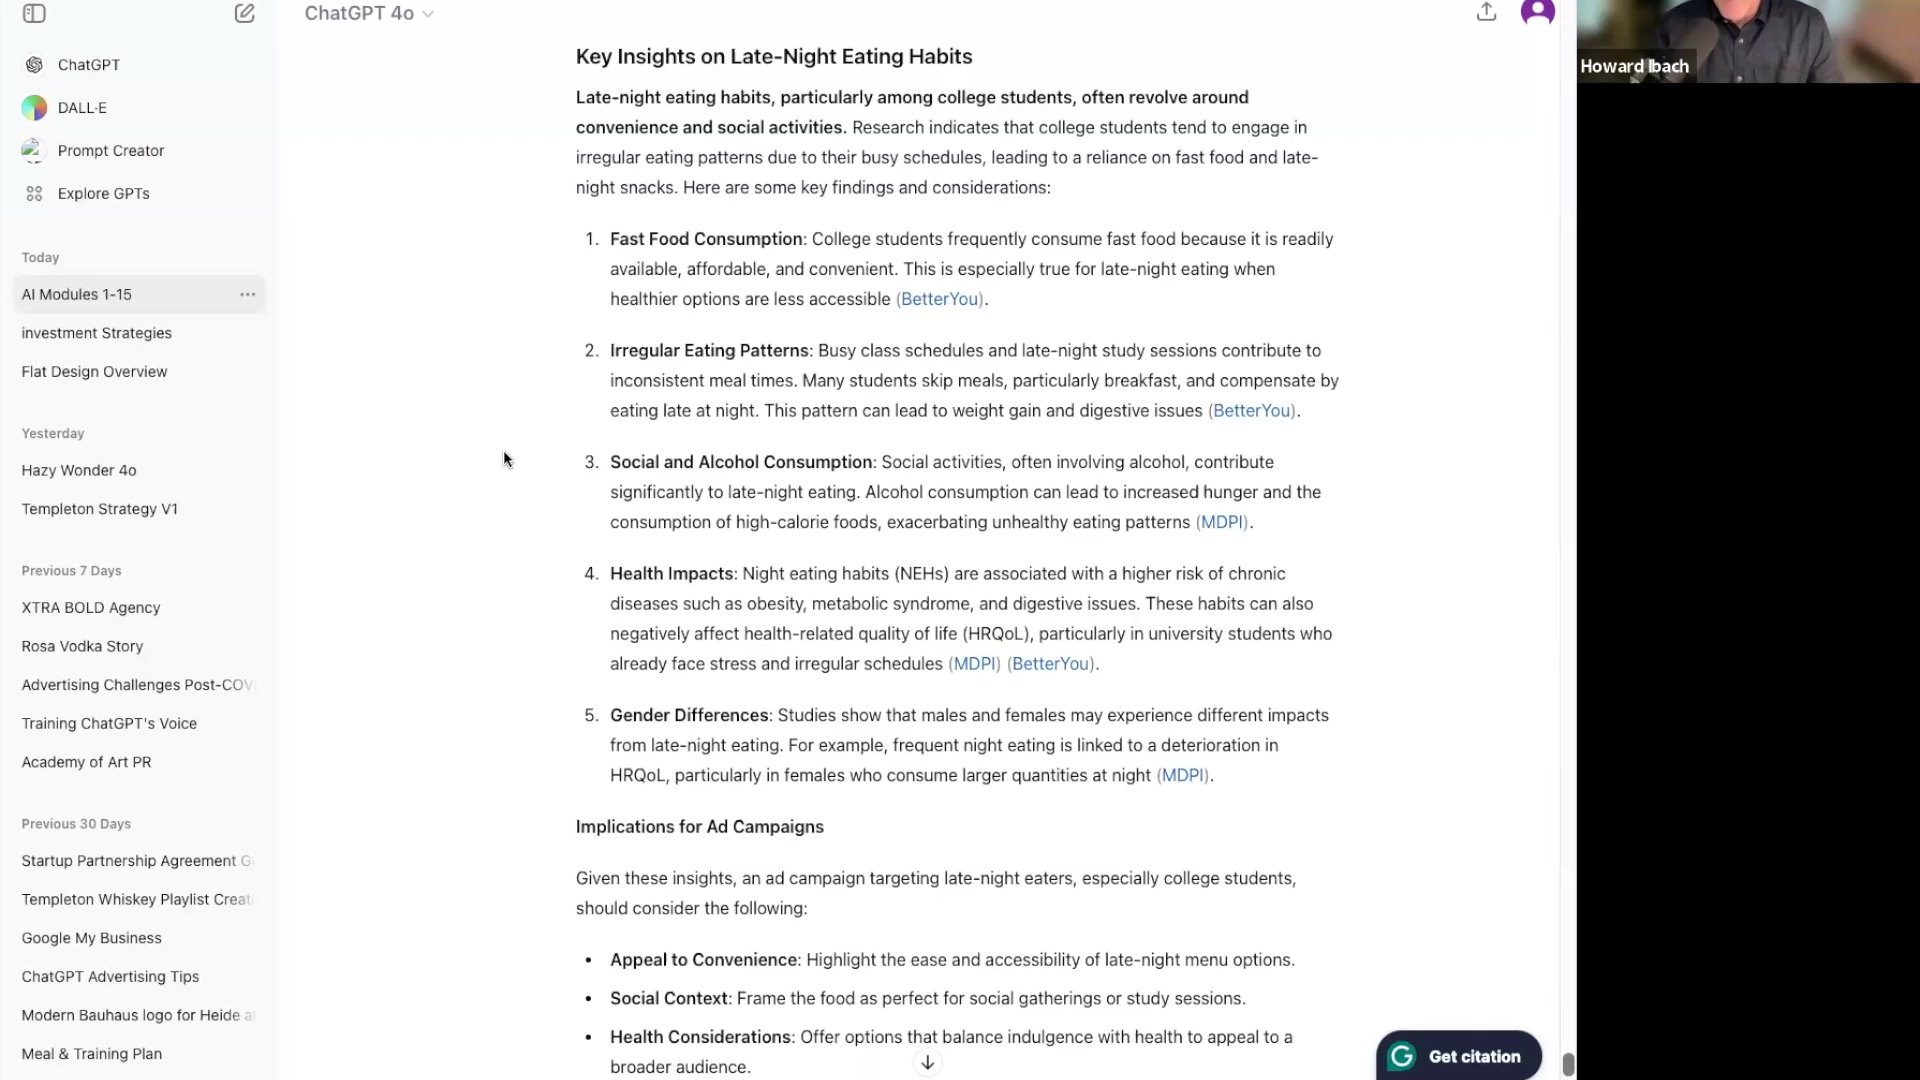 ChatGPT 4o
ChatGPT
DALL·E
Prompt Creator
Explore GPTs
Today
AI Modules 1-15
investment Strategies
Flat Design Overview
Yesterday
Hazy Wonder 4o
Templeton Strategy V1
Previous 7 Days
XTRA BOLD Agency
Rosa Vodka Story
Advertising Challenges Post-COV
Training ChatGPT's Voice
Academy of Art PR
Previous 30 Days
Startup Partnership Agreement G
Templeton Whiskey Playlist Creat
Google My Business
ChatGPT Advertising Tips
Modern Bauhaus logo for Heide a
Meal & Training Plan
Key Insights on Late-Night Eating Habits
Late-night eating habits, particularly among college students, often revolve around
convenience and social activities. Research indicates that college students tend to engage in
irregular eating patterns due to their busy schedules, leading to a reliance on fast food and late-
night snacks. Here are some key findings and considerations:
1. Fast Food Consumption: College students frequently consume fast food because it is readily
available, affordable, and convenient. This is especially true for late-night eating when
healthier options are less accessible (BetterYou).
2. Irregular Eating Patterns: Busy class schedules and late-night study sessions contribute to
inconsistent meal times. Many students skip meals, particularly breakfast, and compensate by
eating late at night. This pattern can lead to weight gain and digestive issues (BetterYou).
3. Social and Alcohol Consumption: Social activities, often involving alcohol, contribute
significantly to late-night eating. Alcohol consumption can lead to increased hunger and the
consumption of high-calorie foods, exacerbating unhealthy eating patterns (MDPI).
4. Health Impacts: Night eating habits (NEHs) are associated with a higher risk of chronic
diseases such as obesity, metabolic syndrome, and digestive issues. These habits can also
negatively affect health-related quality of life (HRQoL), particularly in university students who
already face stress and irregular schedules (MDPI) (BetterYou).
5. Gender Differences: Studies show that males and females may experience different impacts
from late-night eating. For example, frequent night eating is linked to a deterioration in
HRQoL, particularly in females who consume larger quantities at night (MDPI).
Implications for Ad Campaigns
Given these insights, an ad campaign targeting late-night eaters, especially college students,
should consider the following:
• Appeal to Convenience: Highlight the ease and accessibility of late-night menu options.
• Social Context: Frame the food as perfect for social gatherings or study sessions.
• Health Considerations: Offer options that balance indulgence with health to appeal to a
broader audience.
Get citation
Howard Ibach